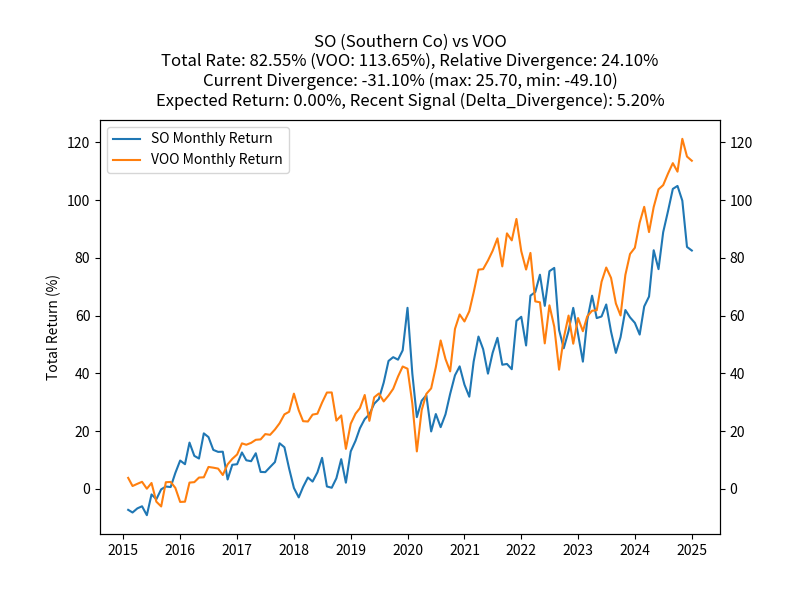 SO (Southern Co) vs VOO
Total Rate: 82.55% (VOO: 113.65%), Relative Divergence: 24.10%
Current Divergence: -31.10% (max: 25.70, min: -49.10)
Expected Return: 0.00%, Recent Signal (Delta_Divergence): 5.20%
SO Monthly Return
VOO Monthly Return
Total Return (%)
120
100
80
60
40
20
0
120
100
80
60
40
20
0
2015 2016 2017 2018 2019 2020 2021 2022 2023 2024 2025